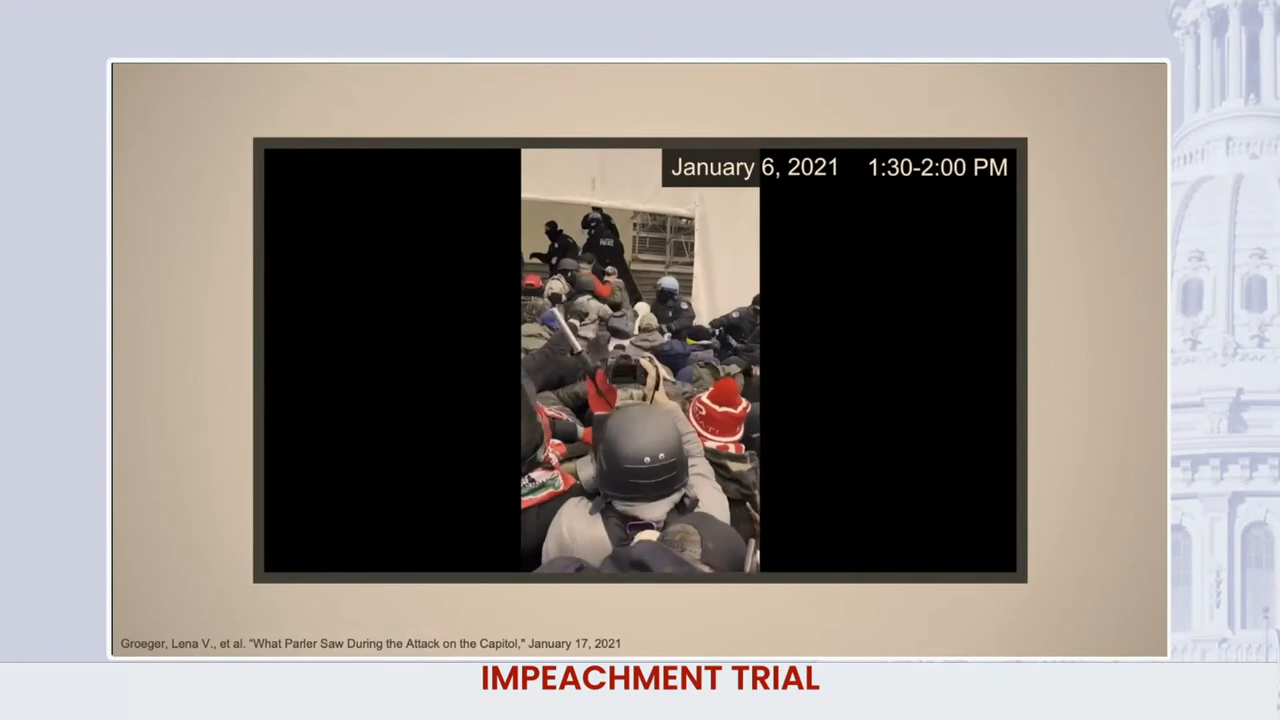 January 6, 2021 1:30-2:00 PM
POLICE
Groeger, Lena V., et al. "What Parler Saw During the Attack on the Capitol," January 17, 2021
IMPEACHMENT TRIAL